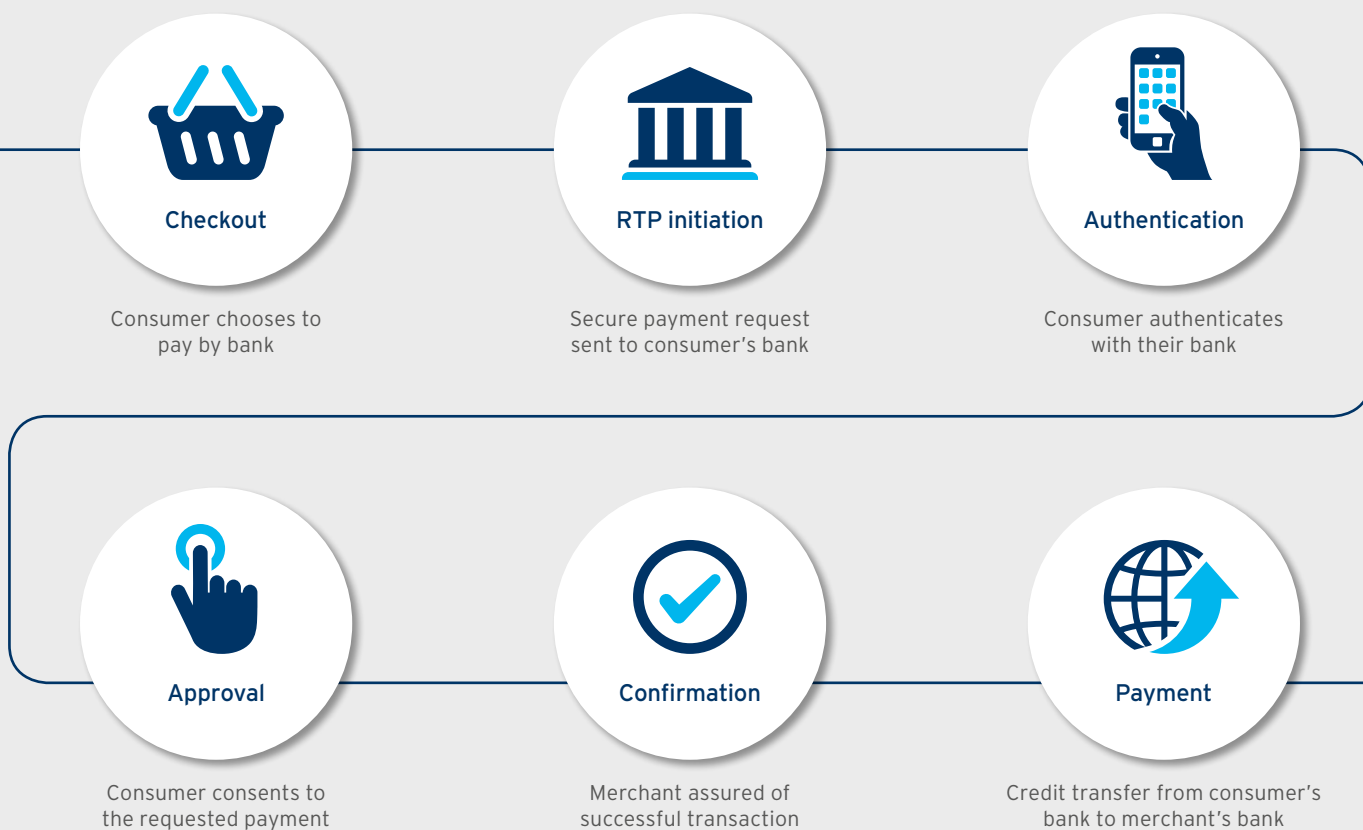 Checkout
Consumer chooses to
pay by bank
RTP initiation
Secure payment request
sent to consumer’s bank
Authentication
Consumer authenticates
with their bank
Approval
Consumer consents to
the requested payment
Confirmation
Merchant assured of
successful transaction
Payment
Credit transfer from consumer’s
bank to merchant’s bank